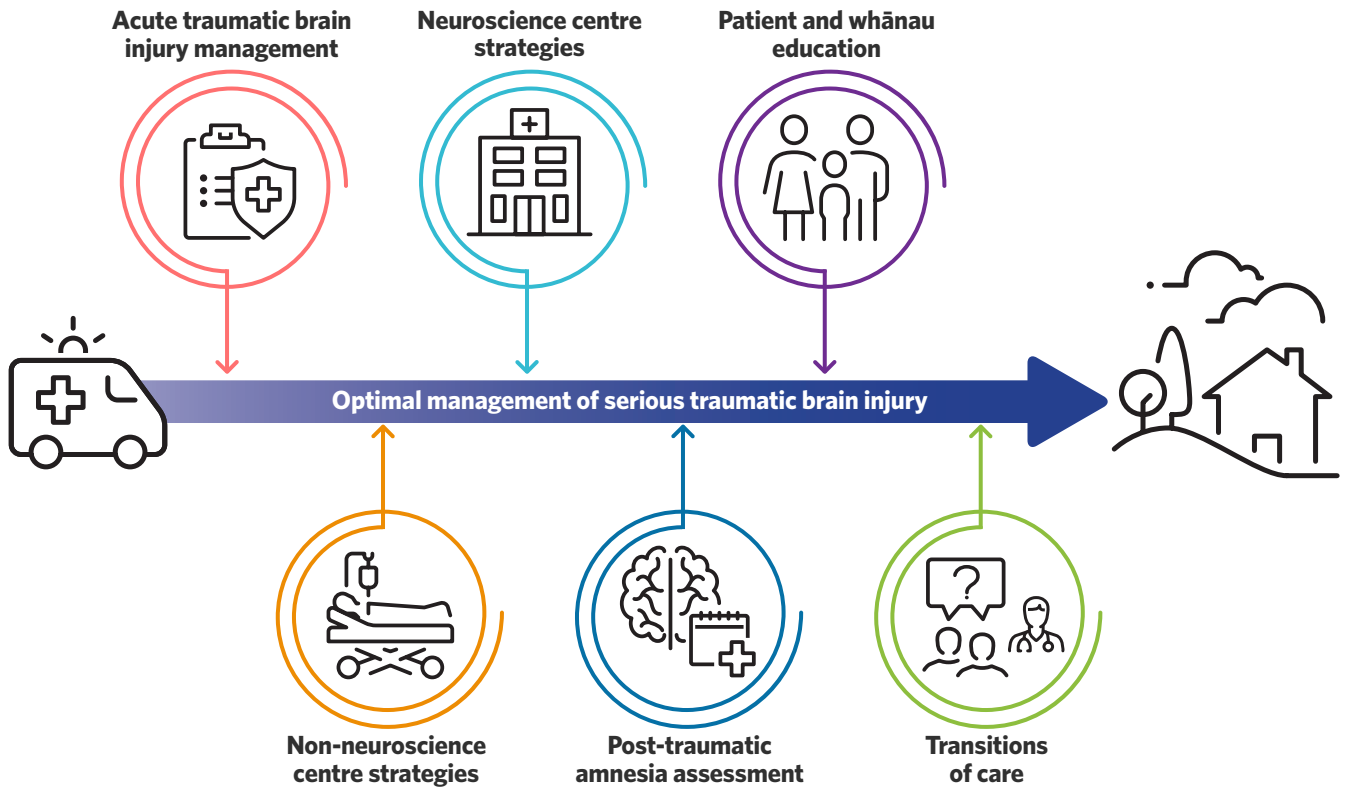 Acute traumatic brain
injury management
Neuroscience centre
strategies
Patient and whānau
education
Optimal management of serious traumatic brain injury
?
Non-neuroscience
centre strategies
Post-traumatic
amnesia assessment
Transitions
of care